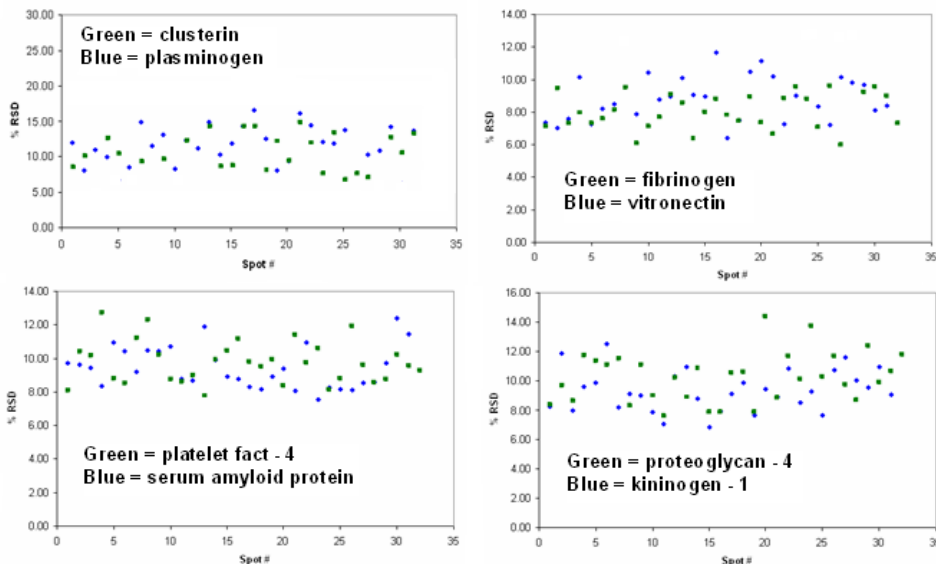 30.00
25.00
20.00
15.00
10.00
5.00
0.00
% RSD
Green = clusterin
Blue = plasminogen
0 5 10 15 20 25 30 35
Spot #
14.00
12.00
10.00
8.00
6.00
4.00
2.00
0.00
% RSD
Green = fibrinogen
Blue = vitronectin
0 5 10 15 20 25 30 35
Spot #
14.00
12.00
10.00
8.00
6.00
4.00
2.00
0.00
% RSD
Green = platelet fact - 4
Blue = serum amyloid protein
0 5 10 15 20 25 30 35
Spot #
16.00
14.00
12.00
10.00
8.00
6.00
4.00
2.00
0.00
% RSD
Green = proteoglycan - 4
Blue = kininogen - 1
0 5 10 15 20 25 30 35
Spot #